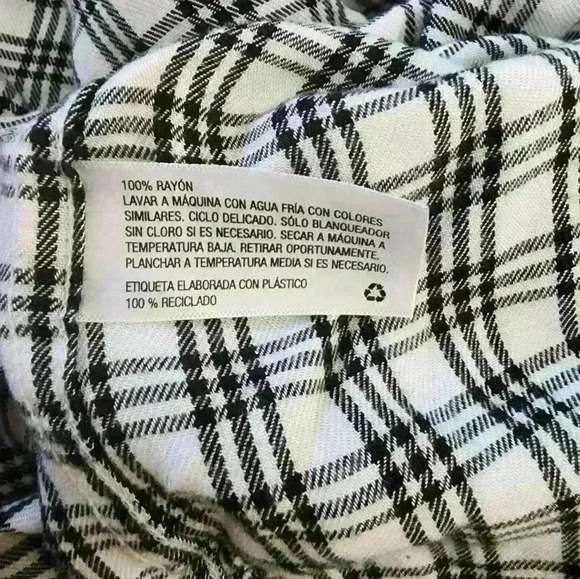 100% RAYÓN
LAVAR A MÁQUINA CON AGUA FRÍA CON COLORES
SIMILARES. CICLO DELICADO. SÓLO BLANQUEADOR
SIN CLORO SI ES NECESARIO. SECAR A MÁQUINA A
TEMPERATURA BAJA. RETIRAR OPORTUNAMENTE.
PLANCHAR A TEMPERATURA MEDIA SI ES NECESARIO.
ETIQUETA ELABORADA CON PLÁSTICO
100 % RECICLADO